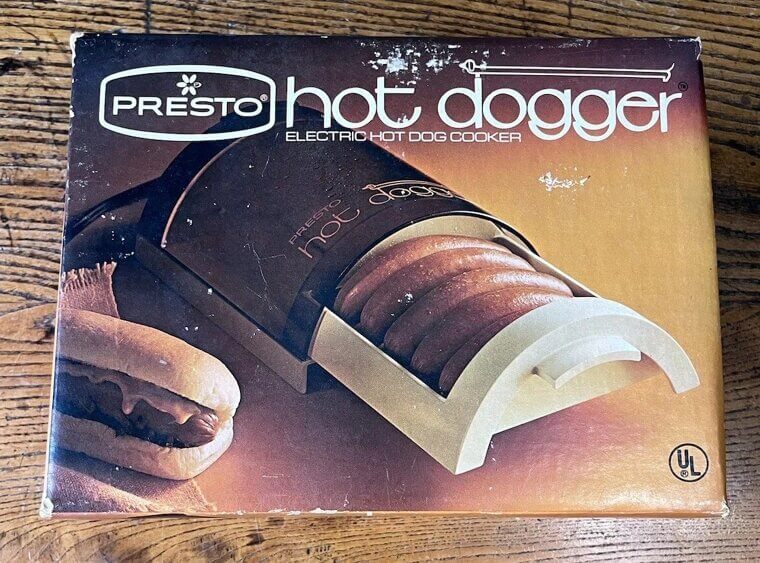 PRESTO®
hot dogger
ELECTRIC HOT DOG COOKER
PRESTO
hot dogger
UL
®